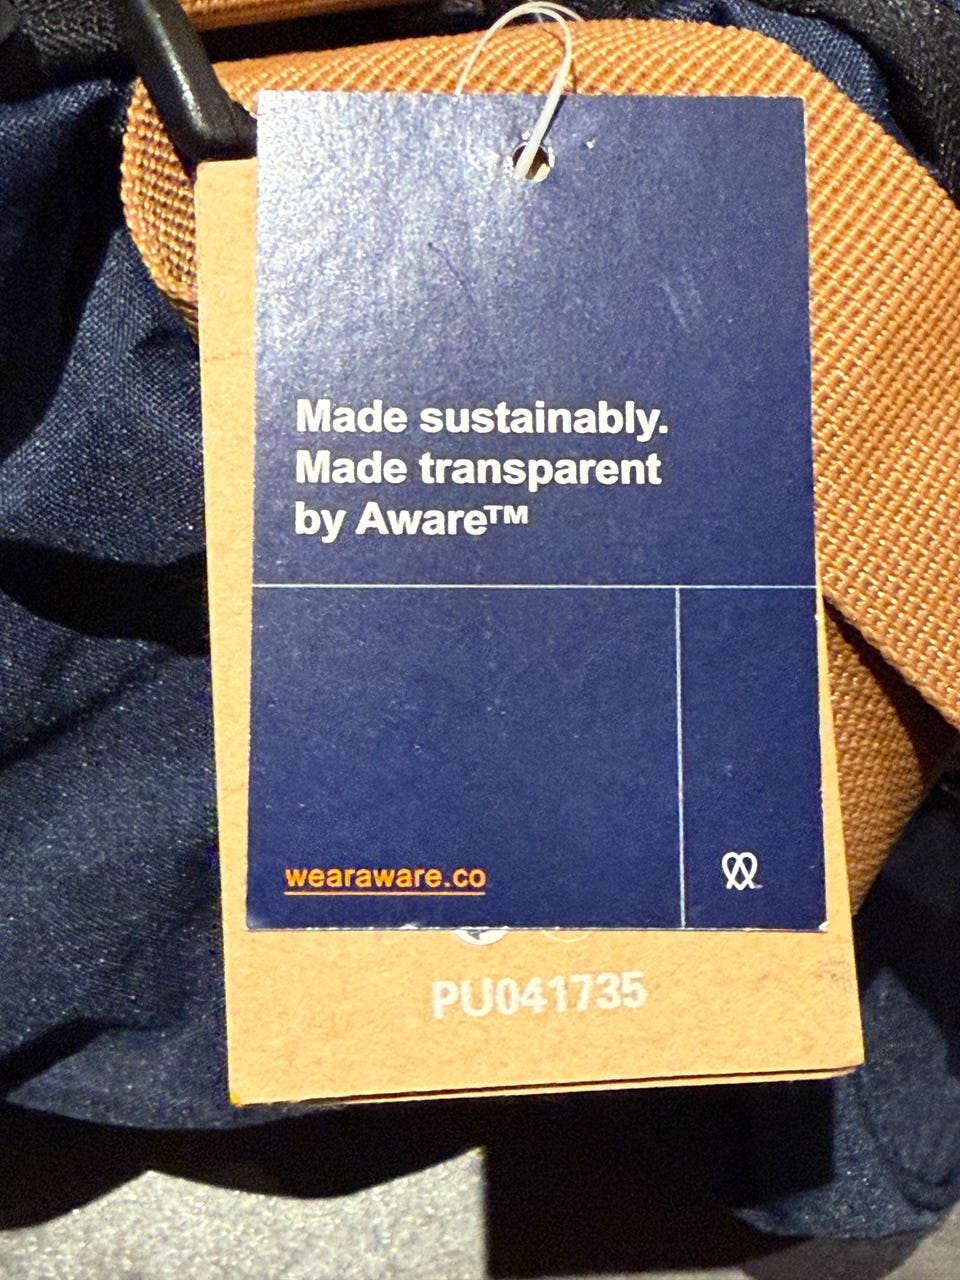 Made sustainably.
Made transparent
by Aware™
wearaware.co
PU041735